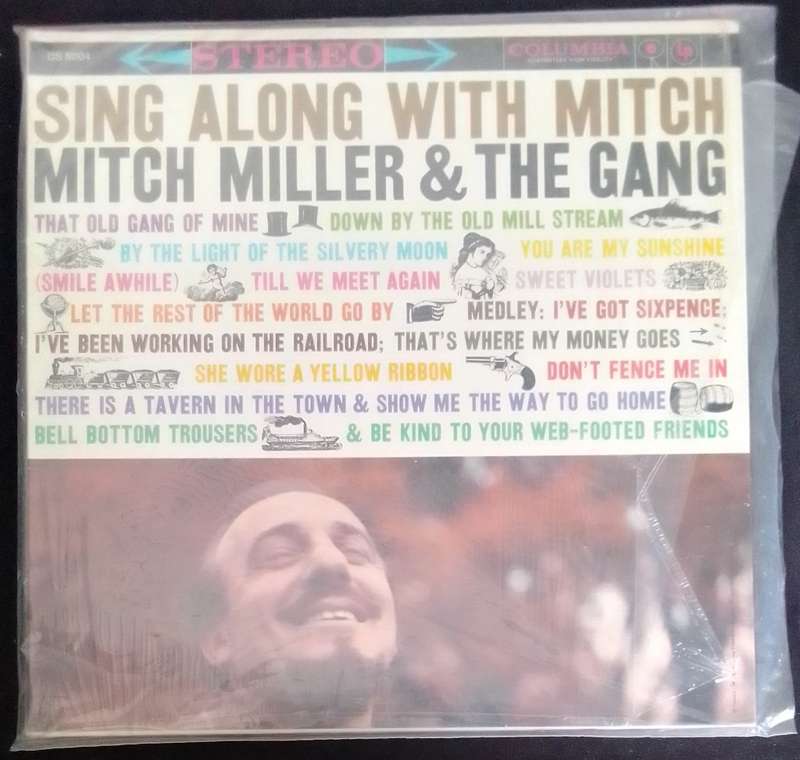 STEREO
COLUMBIA
SING ALONG WITH MITCH
MITCH MILLER & THE GANG
THAT OLD GANG OF MINE DOWN BY THE OLD MILL STREAM
BY THE LIGHT OF THE SILVERY MOON YOU ARE MY SUNSHINE
(SMILE AWHILE) TILL WE MEET AGAIN SWEET VIOLETS
LET THE REST OF THE WORLD GO BY MEDLEY: I'VE GOT SIXPENCE;
I'VE BEEN WORKING ON THE RAILROAD; THAT'S WHERE MY MONEY GOES
SHE WORE A YELLOW RIBBON DON'T FENCE ME IN
THERE IS A TAVERN IN THE TOWN & SHOW ME THE WAY TO GO HOME
BELL BOTTOM TROUSERS & BE KIND TO YOUR WEB-FOOTED FRIENDS